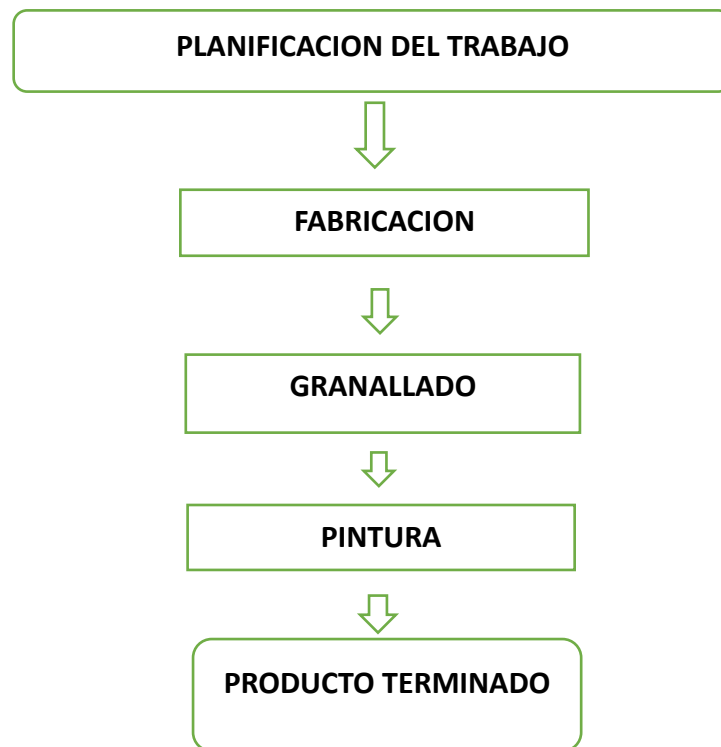 PLANIFICACION DEL TRABAJO
FABRICACION
GRANALLADO
PINTURA
PRODUCTO TERMINADO